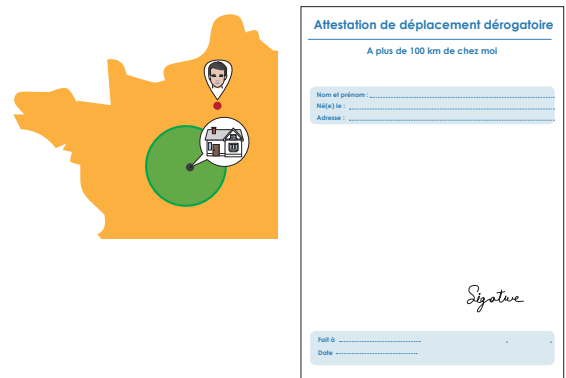 Attestation de déplacement dérogatoire
A plus de 100 km de chez moi
Nom et prénom :
Né(e) le :
Adresse :
Sigatue
Fait à
Date